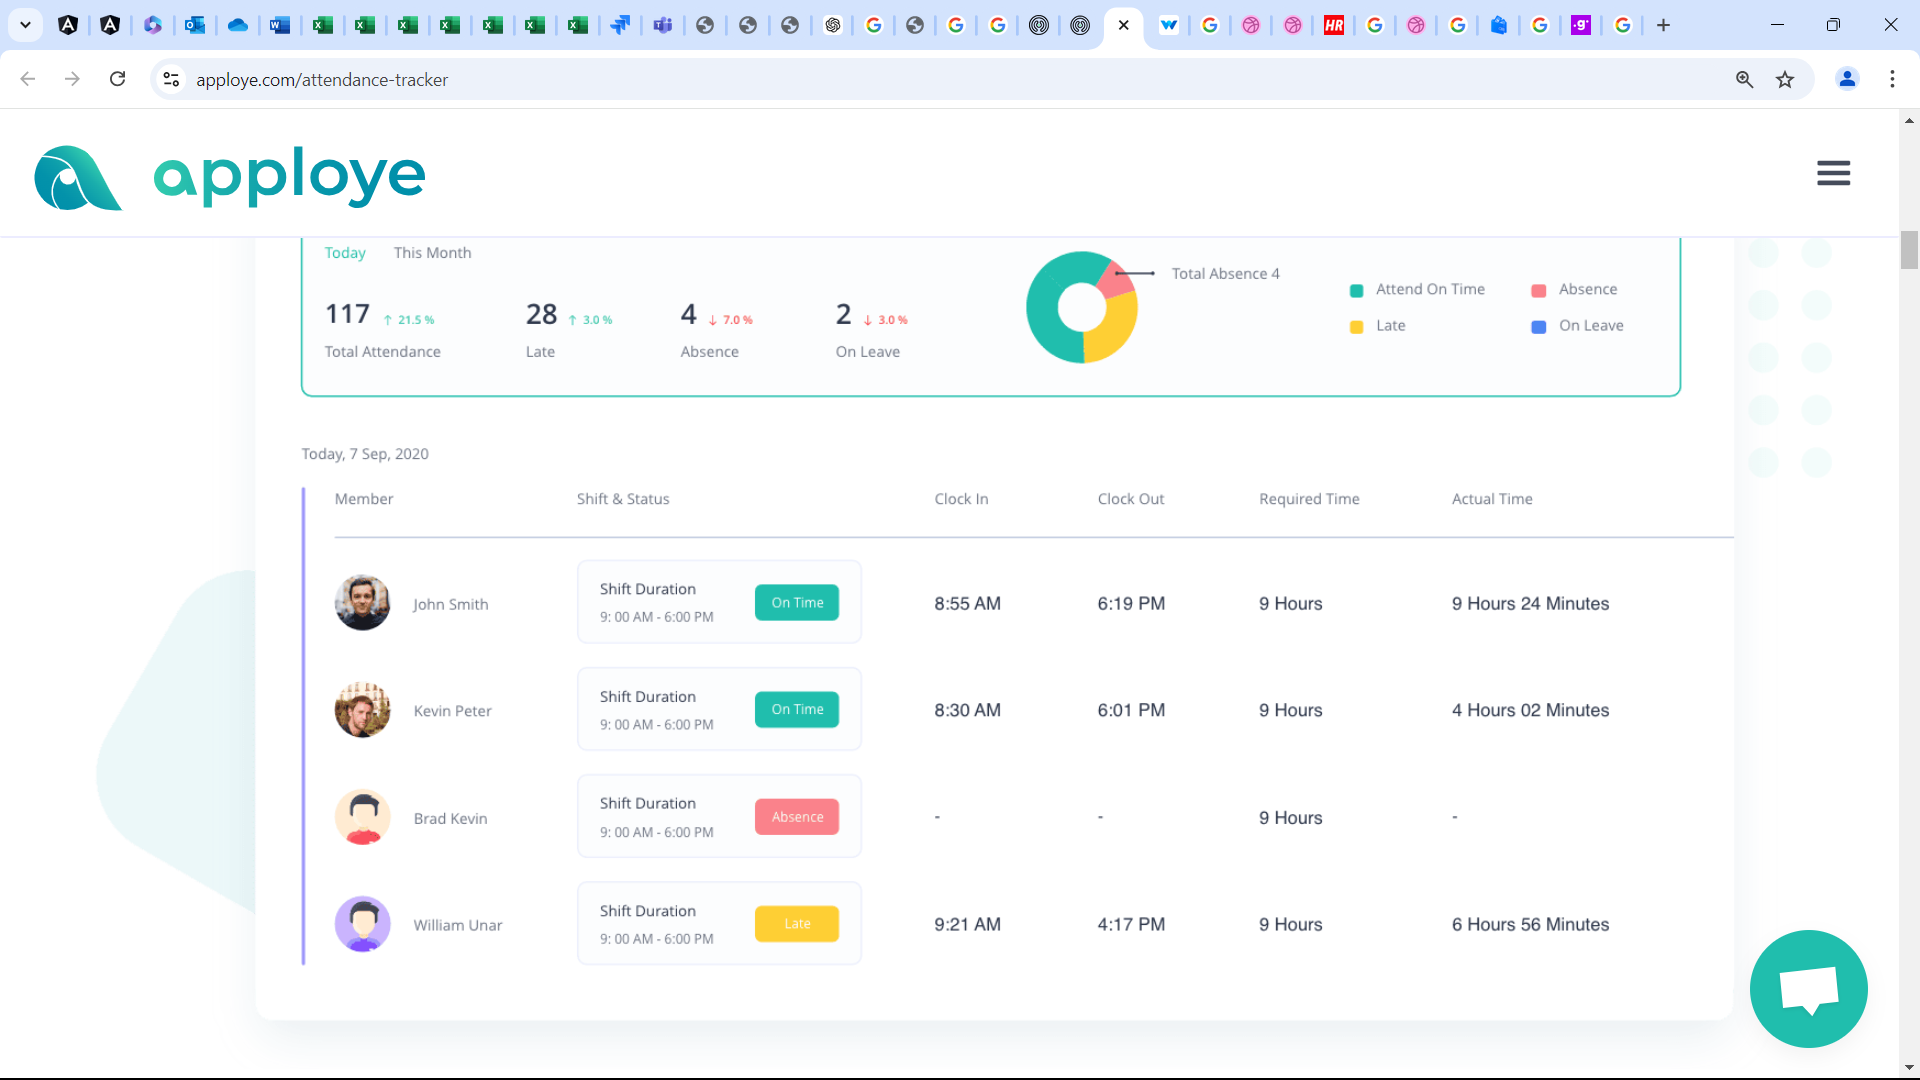 apploye.com/attendance-tracker
apploye
Today This Month
Total Absence 4
Attend On Time Absence
117 ↑ 21.5 % 28 ↑ 3.0 % 4 ↓ 7.0 % 2 ↓ 3.0 %
Late On Leave
Total Attendance Late Absence On Leave
Today, 7 Sep, 2020
Member Shift & Status Clock In Clock Out Required Time Actual Time
Shift Duration
John Smith On Time 8:55 AM 6:19 PM 9 Hours 9 Hours 24 Minutes
9: 00 AM - 6:00 PM
Shift Duration
Kevin Peter On Time 8:30 AM 6:01 PM 9 Hours 4 Hours 02 Minutes
9: 00 AM - 6:00 PM
Shift Duration
Brad Kevin Absence - - 9 Hours -
9: 00 AM - 6:00 PM
Shift Duration
William Unar Late 9:21 AM 4:17 PM 9 Hours 6 Hours 56 Minutes
9: 00 AM - 6:00 PM